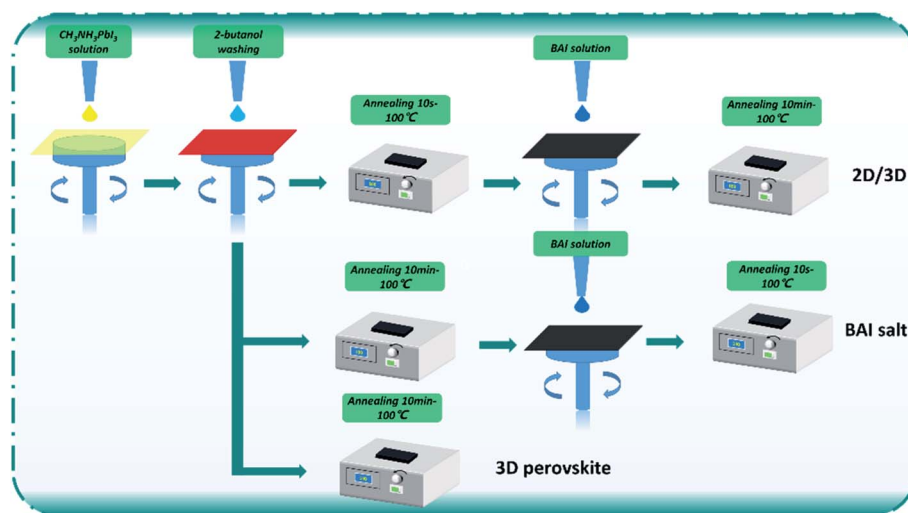 CH₃NH₃PbI₃
solution
2-butanol
washing
BAI solution
Annealing 10s-
100℃
Annealing 10min-
100℃
2D/3D
BAI solution
Annealing 10min-
100℃
Annealing 10s-
100℃
BAI salt
Annealing 10min-
100℃
3D perovskite